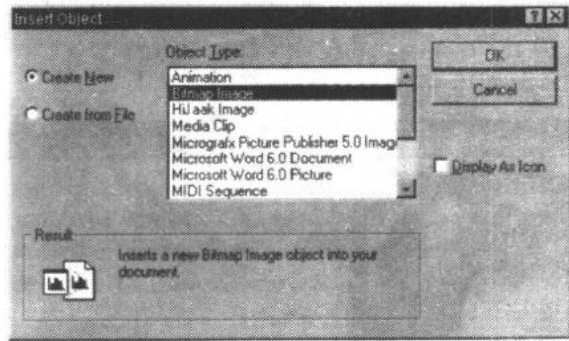 Insert Object
Object Type:
Create New
Create from File
Animation
Bitmap Image
HiJaak Image
Media Clip
Micrografx Picture Publisher 5.0 Imag
Microsoft Word 6.0 Document
Microsoft Word 6.0 Picture
MIDI Sequence
OK
Cancel
Display As Icon
Result
Inserts a new Bitmap Image object into your
document.